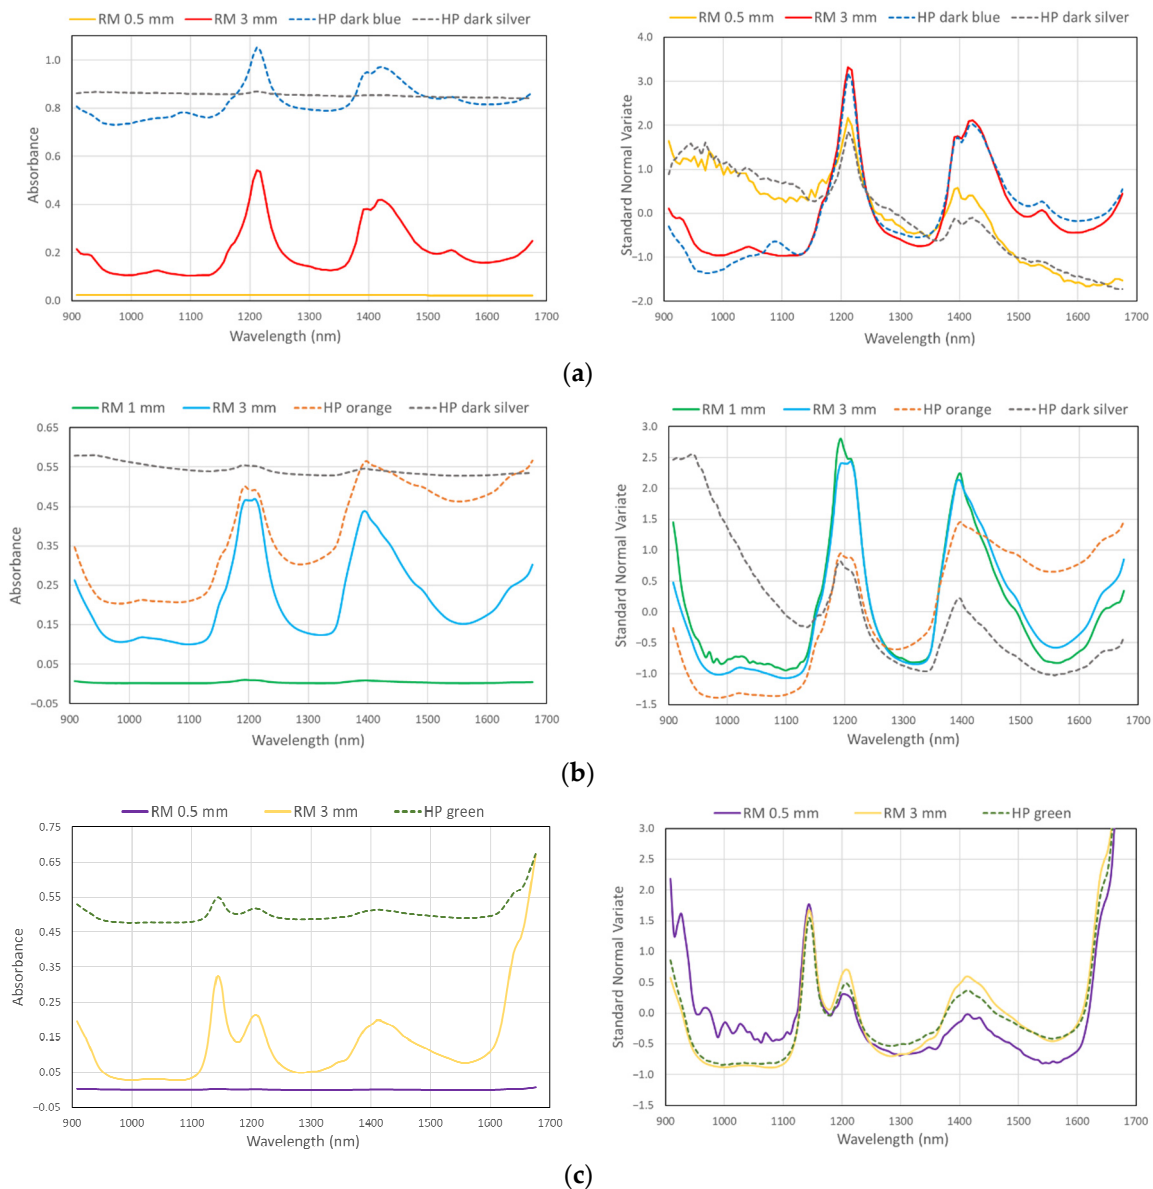 RM 0.5 mm RM 3 mm HP dark blue HP dark silver
Absorbance
1.0
0.8
0.6
0.4
0.2
0.0
900 1000 1100 1200 1300 1400 1500 1600 1700
Wavelength (nm)
RM 0.5 mm RM 3 mm HP dark blue HP dark silver
Standard Normal Variate
4.0
3.0
2.0
1.0
0.0
−1.0
−2.0
900 1000 1100 1200 1300 1400 1500 1600 1700
Wavelength (nm)
(a)
RM 1 mm RM 3 mm HP orange HP dark silver
Absorbance
0.65
0.55
0.45
0.35
0.25
0.15
0.05
−0.05
900 1000 1100 1200 1300 1400 1500 1600 1700
Wavelength (nm)
RM 1 mm RM 3 mm HP orange HP dark silver
Standard Normal Variate
3.0
2.5
2.0
1.5
1.0
0.5
0.0
−0.5
−1.0
−1.5
900 1000 1100 1200 1300 1400 1500 1600 1700
Wavelength (nm)
(b)
RM 0.5 mm RM 3 mm HP green
Absorbance
0.75
0.65
0.55
0.45
0.35
0.25
0.15
0.05
−0.05
900 1000 1100 1200 1300 1400 1500 1600 1700
Wavelength (nm)
RM 0.5 mm RM 3 mm HP green
Standard Normal Variate
3.0
2.5
2.0
1.5
1.0
0.5
0.0
−0.5
−1.0
−1.5
900 1000 1100 1200 1300 1400 1500 1600 1700
Wavelength (nm)
(c)